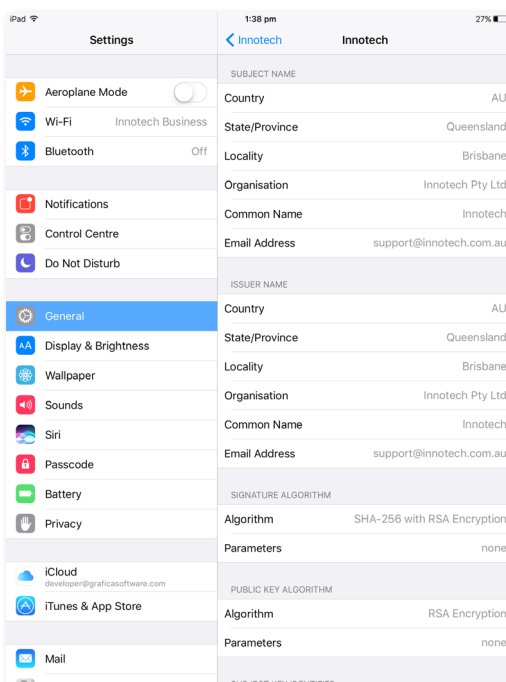 iPad 1:38 pm 27%
Settings
Aeroplane Mode
Wi-Fi Innotech Business
Bluetooth Off
Notifications
Control Centre
Do Not Disturb
General
AA Display & Brightness
Wallpaper
Sounds
Siri
Passcode
Battery
Privacy
iCloud
developer@graficasoftware.com
iTunes & App Store
Mail
Innotech Innotech
SUBJECT NAME
Country AU
State/Province Queensland
Locality Brisbane
Organisation Innotech Pty Ltd
Common Name Innotech
Email Address support@innotech.com.au
ISSUER NAME
Country AU
State/Province Queensland
Locality Brisbane
Organisation Innotech Pty Ltd
Common Name Innotech
Email Address support@innotech.com.au
SIGNATURE ALGORITHM
Algorithm SHA-256 with RSA Encryption
Parameters none
PUBLIC KEY ALGORITHM
Algorithm RSA Encryption
Parameters none